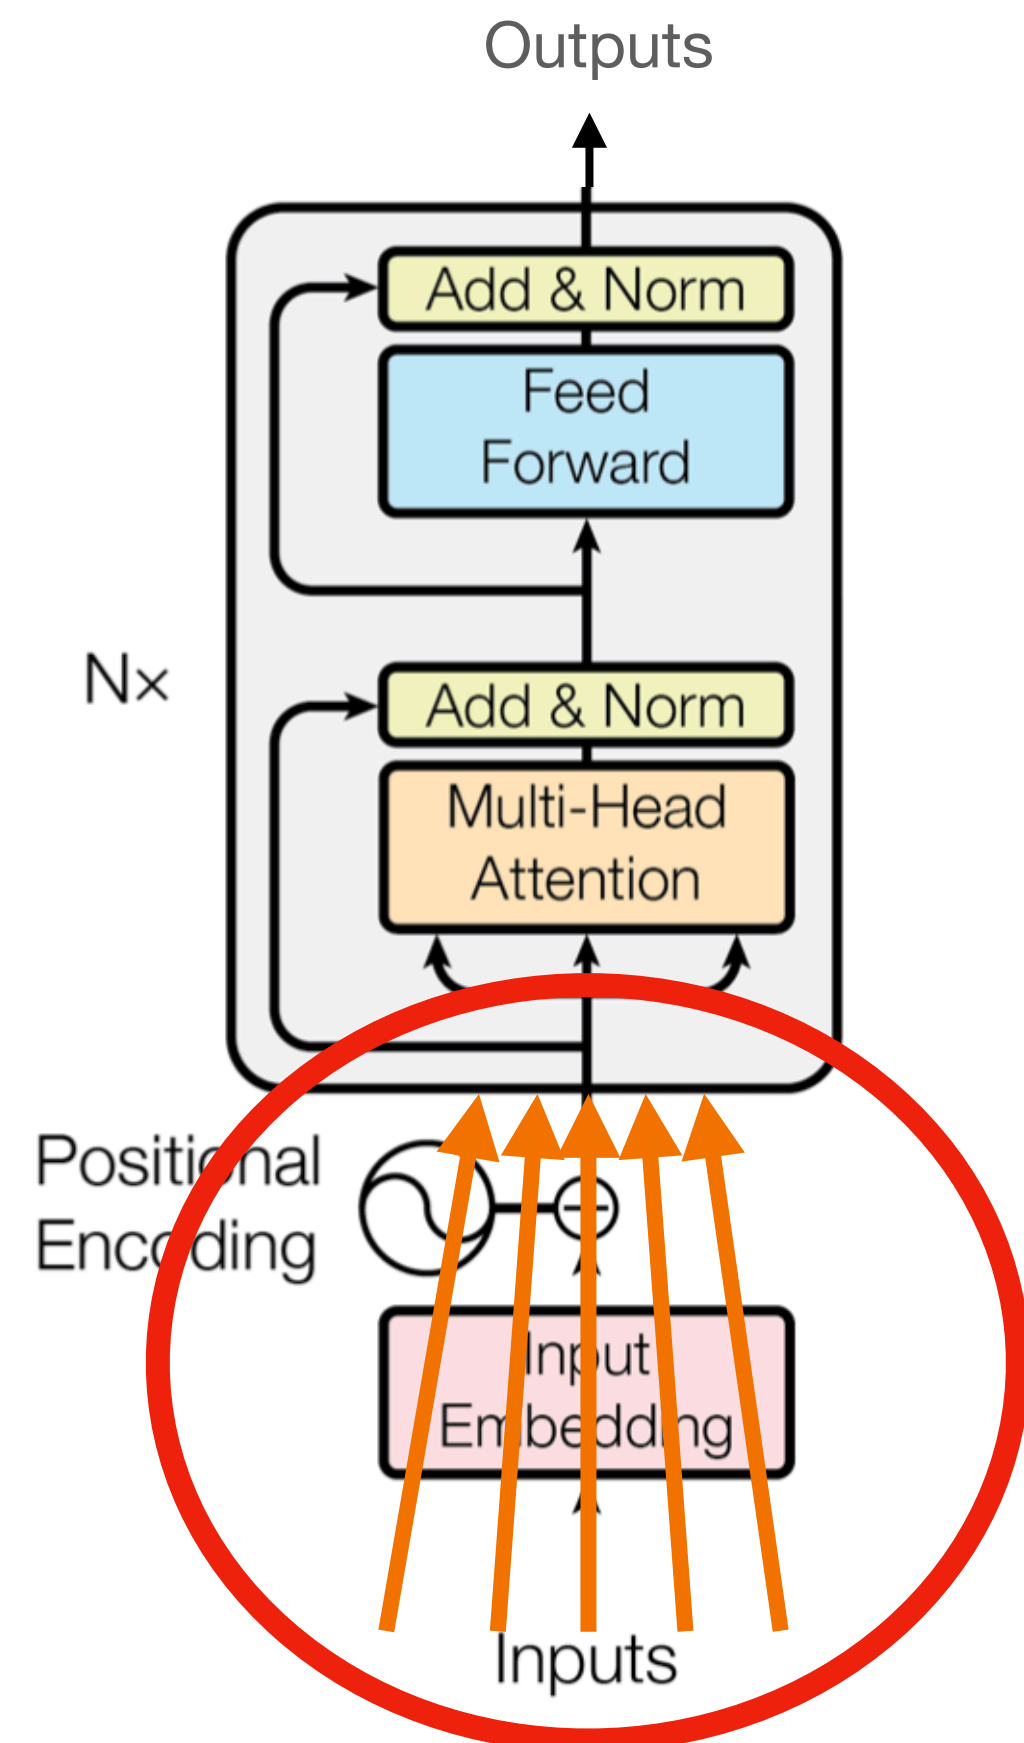 Outputs
Add & Norm
Feed
Forward
Nx
Add & Norm
Multi-Head
Attention
Positional
Encoding
Input
Embedding
Inputs